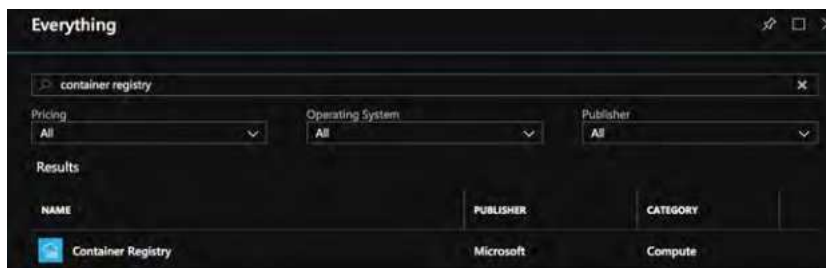 Everything
container registry
Pricing Operating System Publisher
All All All
Results
NAME PUBLISHER CATEGORY
Container Registry Microsoft Compute